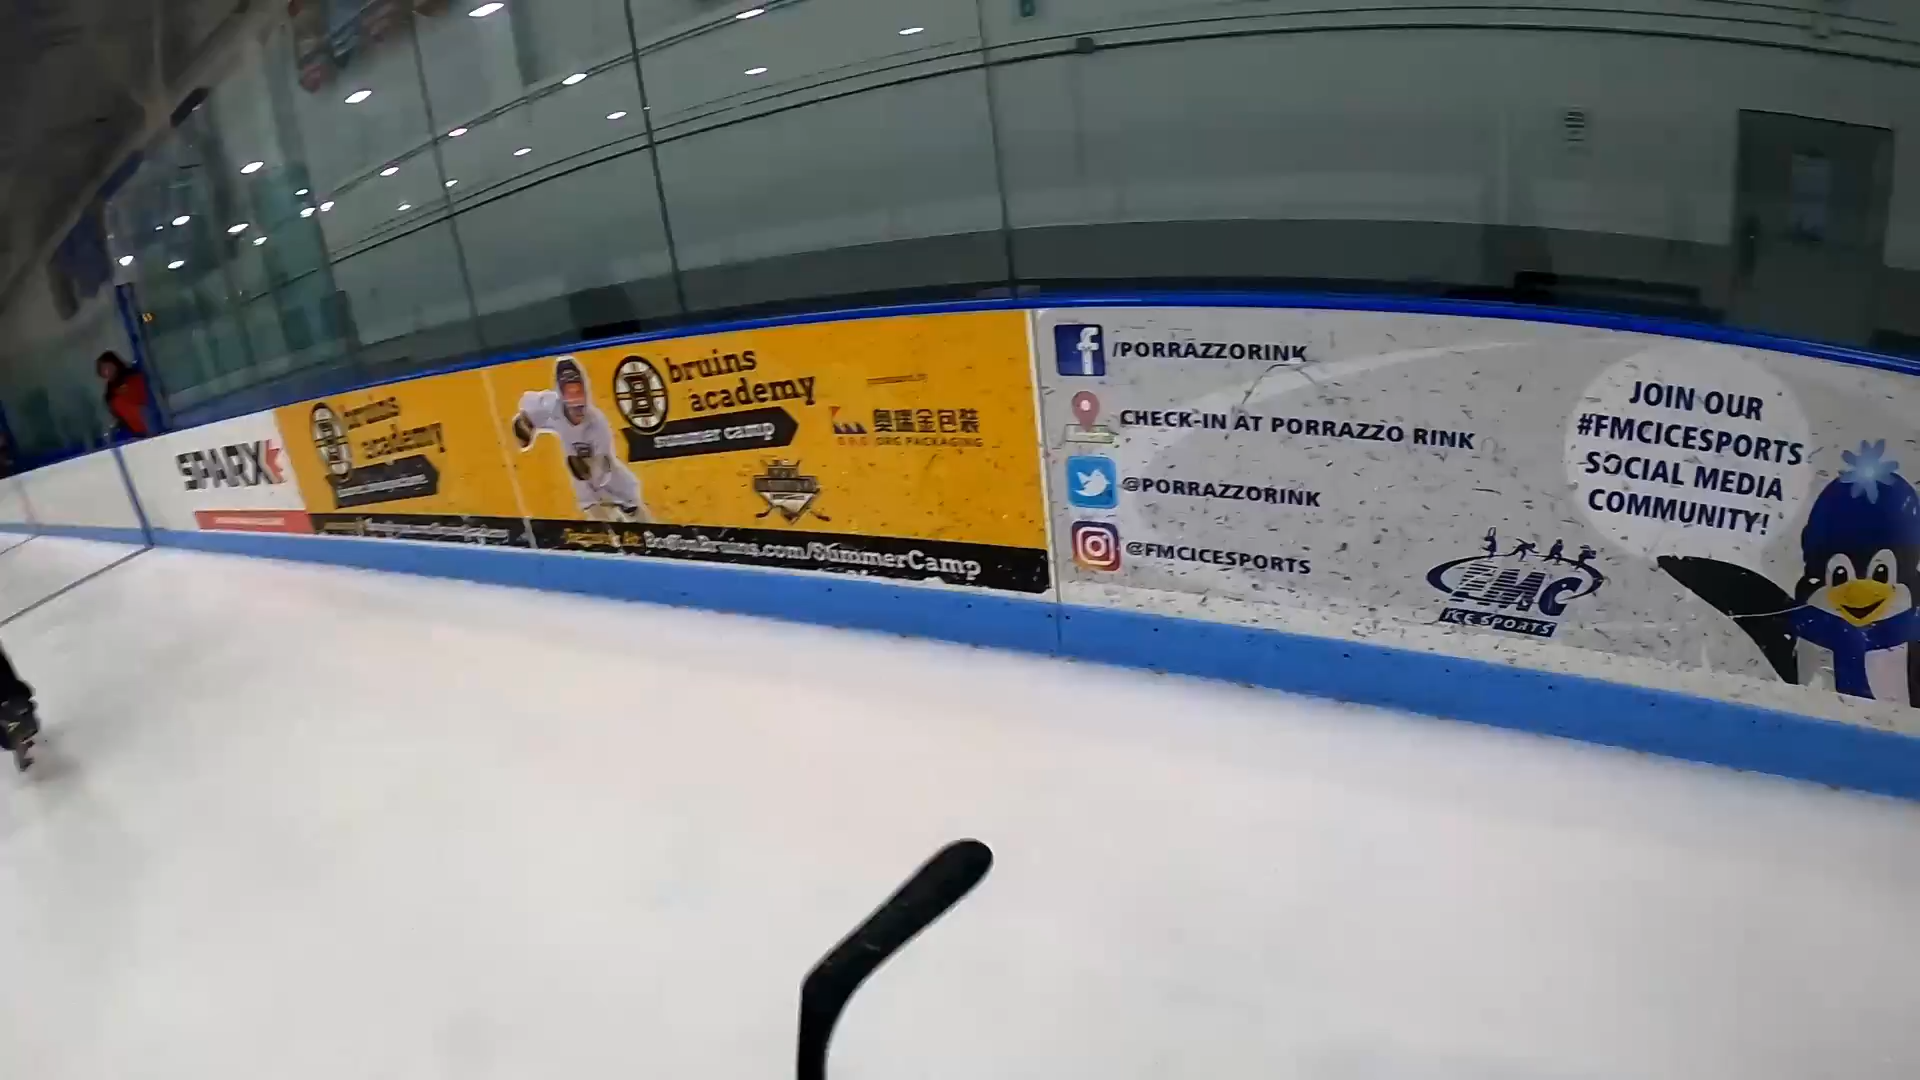 SPARX
bruins
academy
B
bruins
academy
summer camp
奥瑞金包装
O.R.G ORG PACKAGING
BostonBruins.com/SummerCamp
/PORRAZZORINK
CHECK-IN AT PORRAZZO RINK
@PORRAZZORINK
@FMCICESPORTS
FMC
ICE SPORTS
JOIN OUR
#FMCICESPORTS
SOCIAL MEDIA
COMMUNITY!